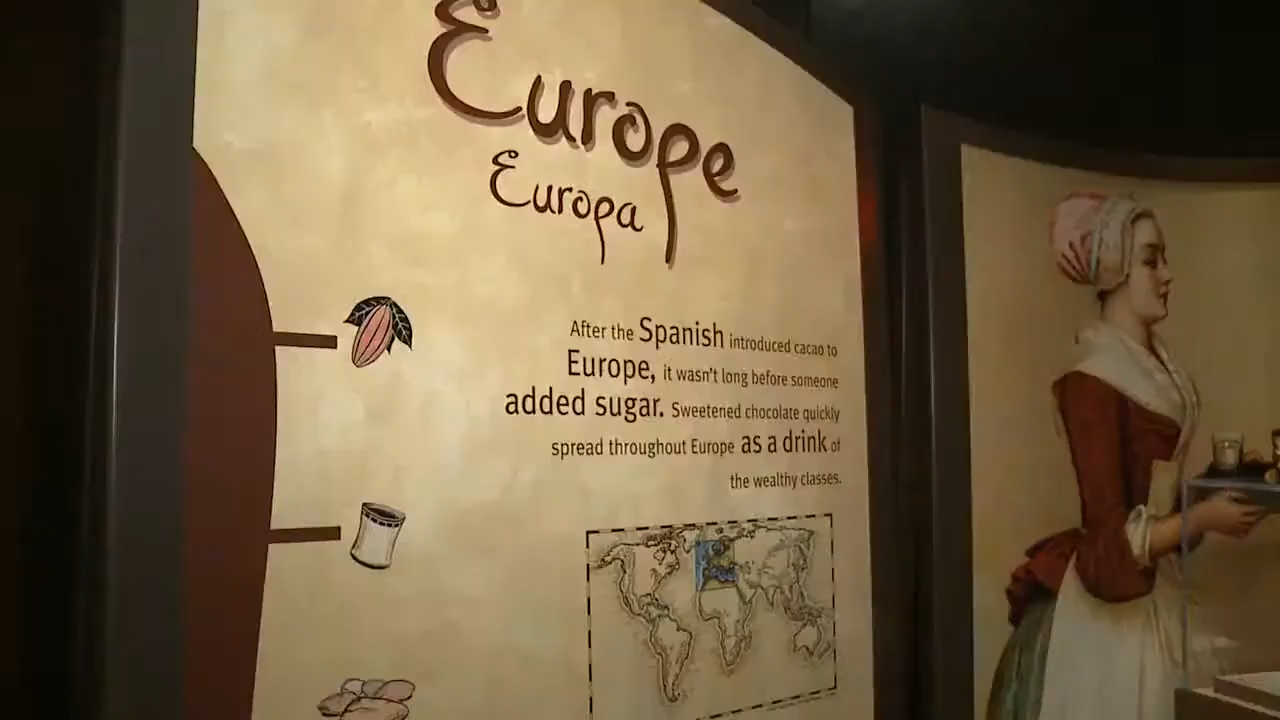 Europe
Europa
After the Spanish introduced cacao to
Europe, it wasn't long before someone
added sugar. Sweetened chocolate quickly
spread throughout Europe as a drink of
the wealthy classes.